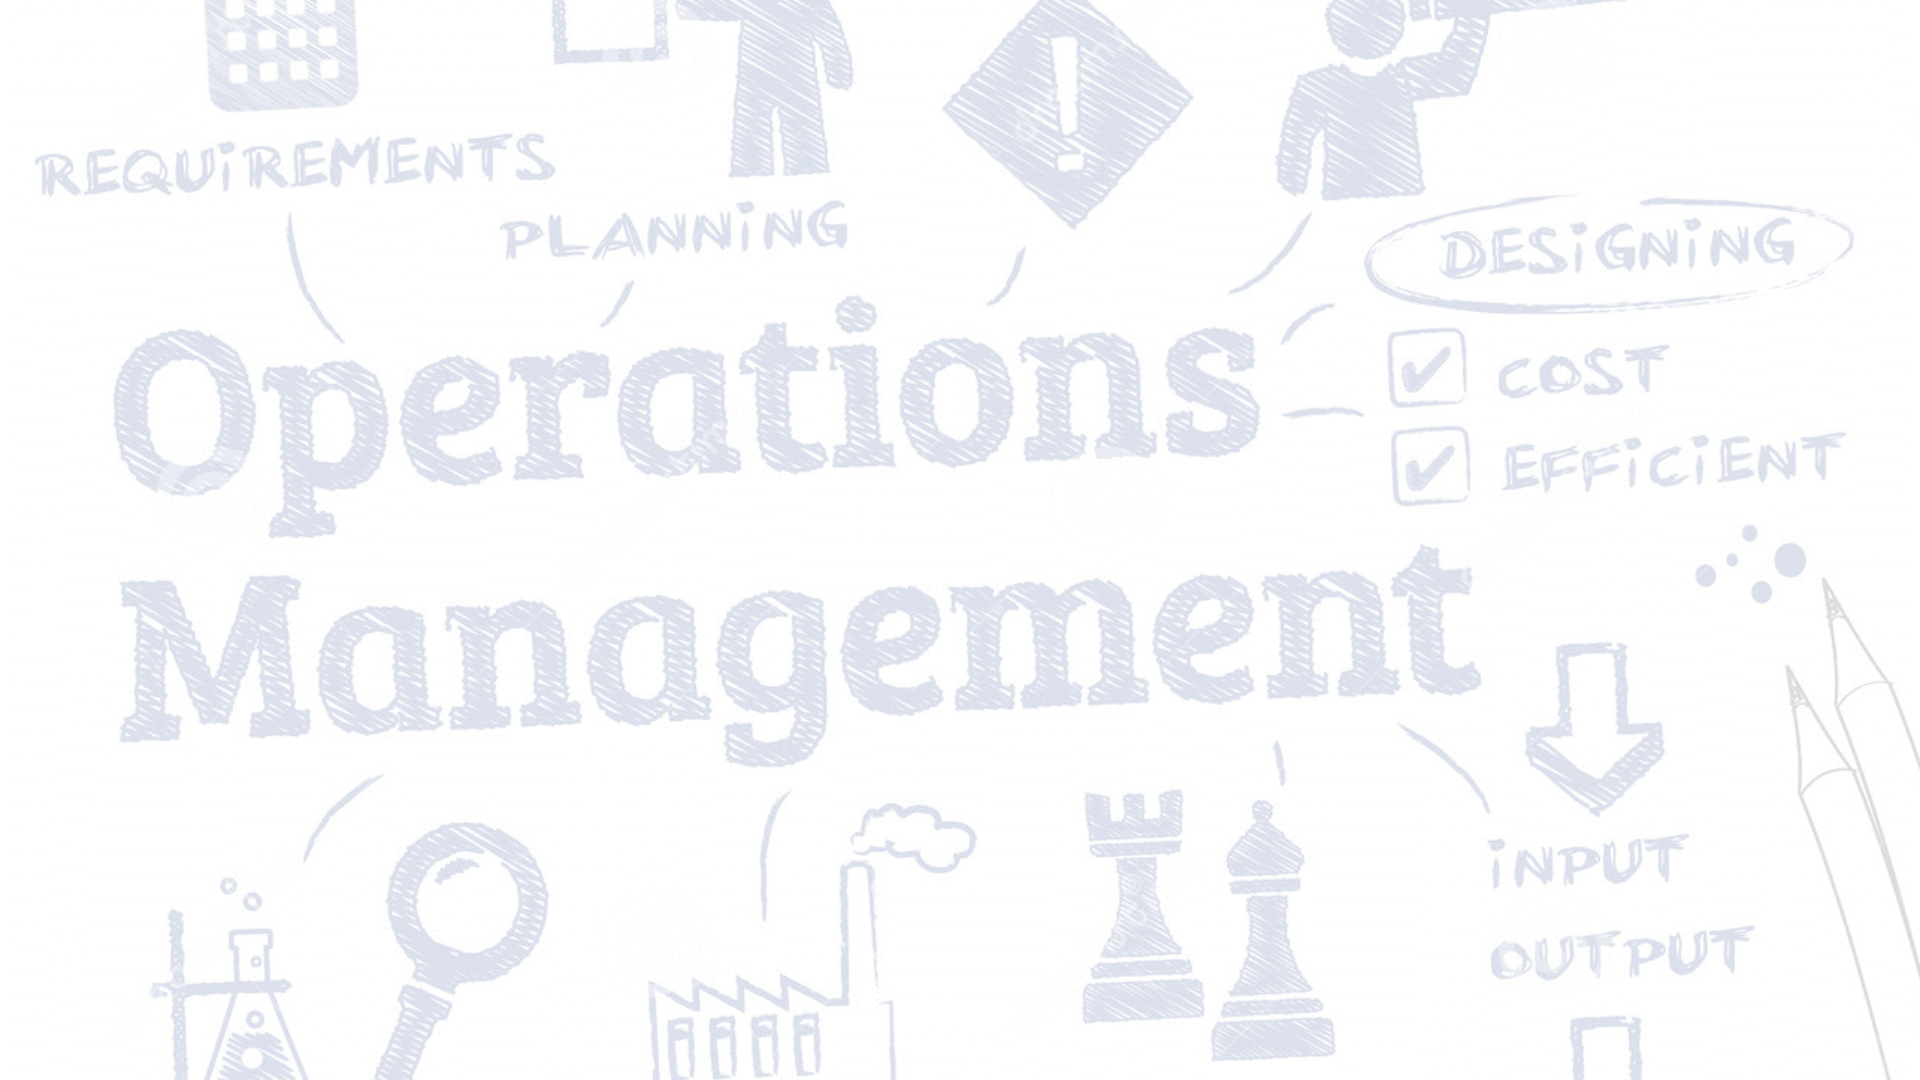 REQUiREMENTS
PLANNiNG
DESiGNiNG
Operations
COST
EFFiCiENT
Management
iNPUT
OUTPUT